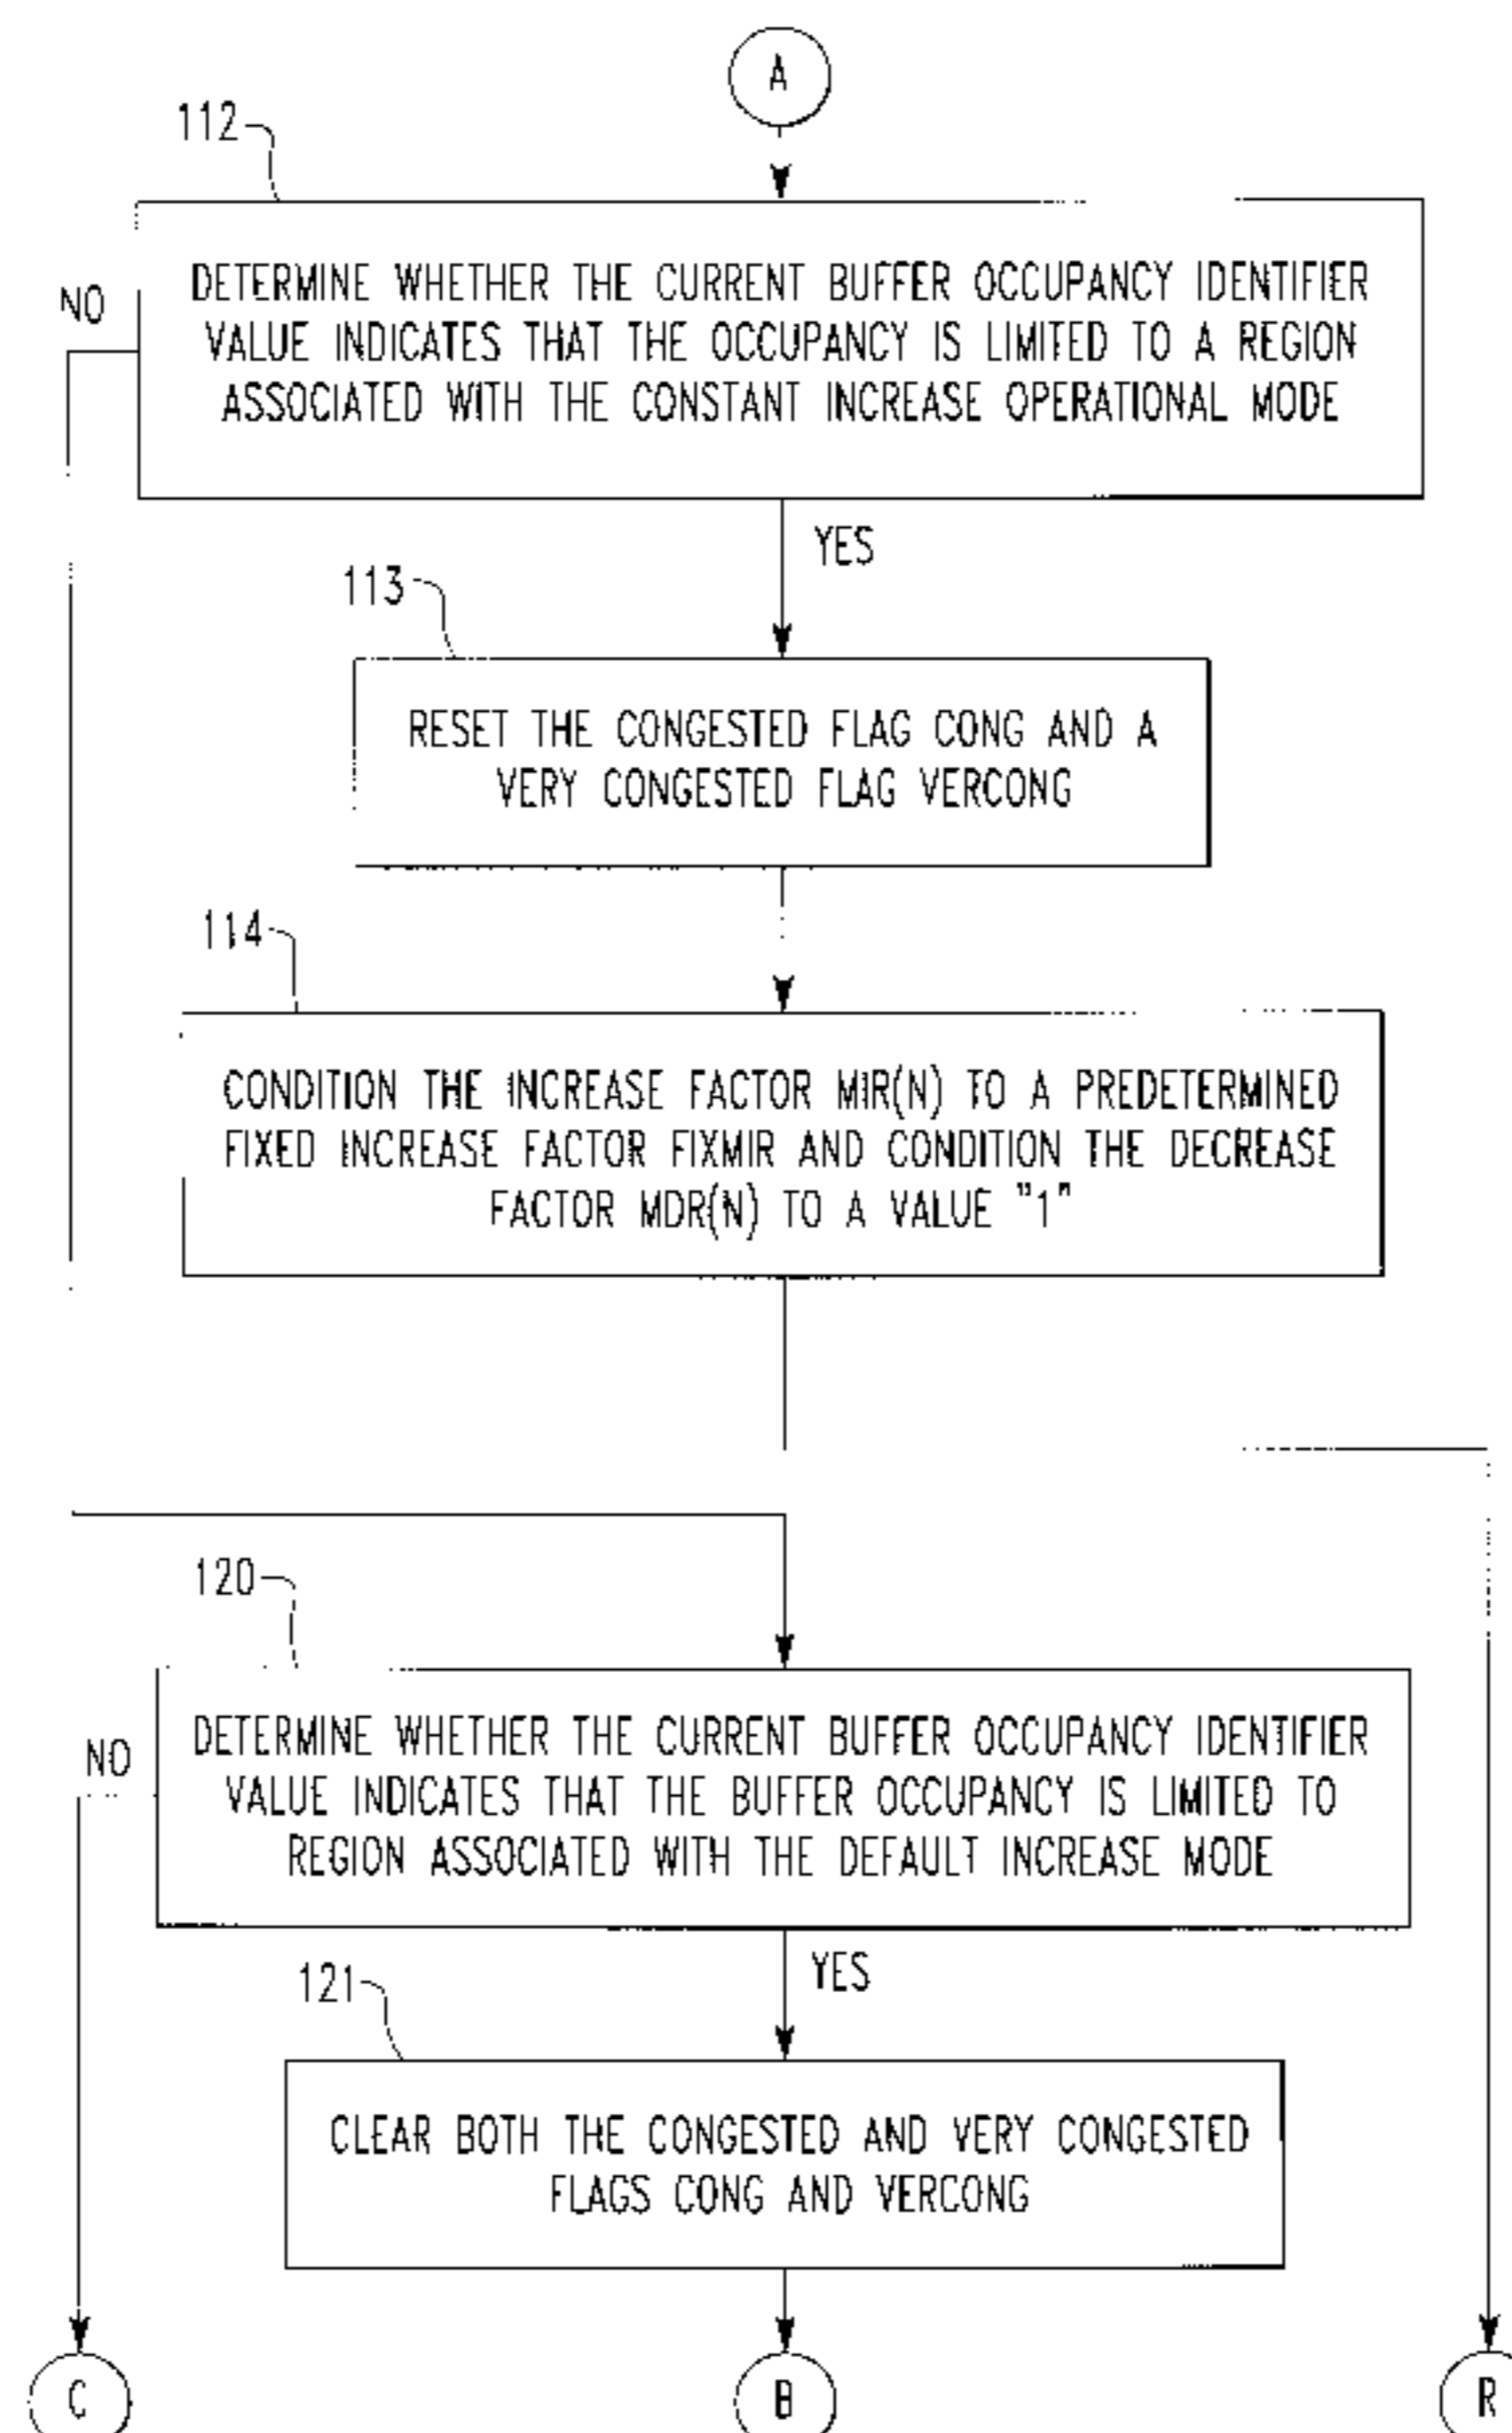 A
112
NO
DETERMINE WHETHER THE CURRENT BUFFER OCCUPANCY IDENTIFIER
VALUE INDICATES THAT THE OCCUPANCY IS LIMITED TO A REGION
ASSOCIATED WITH THE CONSTANT INCREASE OPERATIONAL MODE
YES
113
RESET THE CONGESTED FLAG CONG AND A
VERY CONGESTED FLAG VERCONG
114
CONDITION THE INCREASE FACTOR MIR(N) TO A PREDETERMINED
FIXED INCREASE FACTOR FIXMIR AND CONDITION THE DECREASE
FACTOR MDR(N) TO A VALUE "1"
120
NO
DETERMINE WHETHER THE CURRENT BUFFER OCCUPANCY IDENTIFIER
VALUE INDICATES THAT THE BUFFER OCCUPANCY IS LIMITED TO
REGION ASSOCIATED WITH THE DEFAULT INCREASE MODE
YES
121
CLEAR BOTH THE CONGESTED AND VERY CONGESTED
FLAGS CONG AND VERCONG
C
B
R